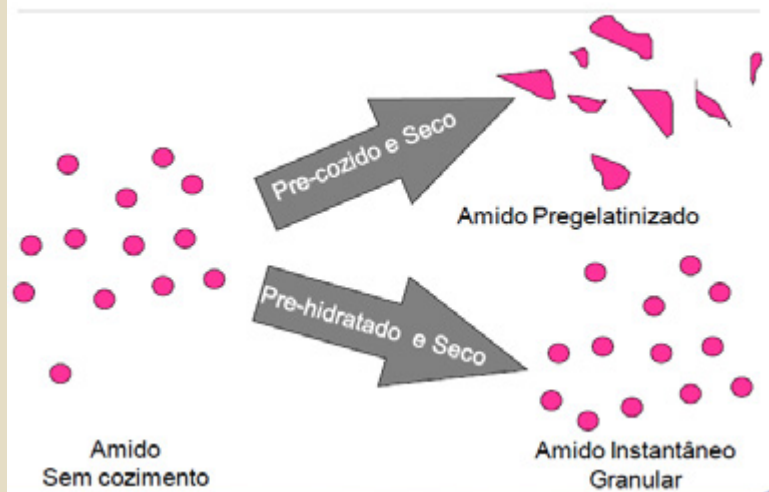 Pre-cozido e Seco
Amido Pregelatinizado
Pre-hidratado e Seco
Amido
Sem cozimento
Amido Instantâneo
Granular